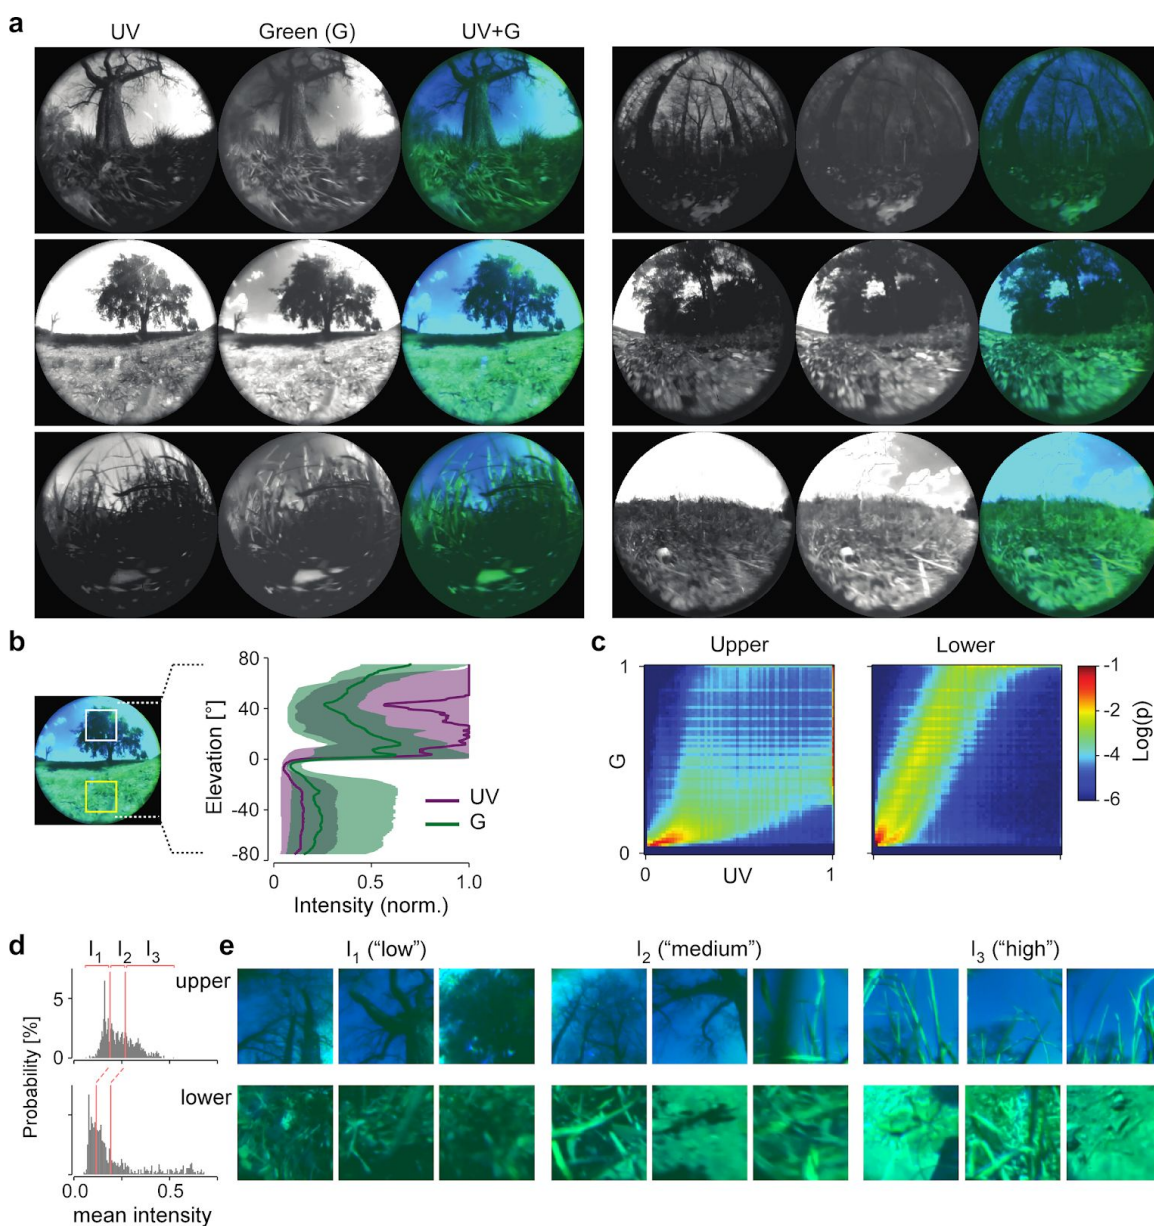 a
UV Green (G) UV+G
b
80
40
0
-40
-80
Elevation [°]
UV
G
0 0.5 1.0
Intensity (norm.)
c
Upper Lower
1
G
0
0 UV 1
-1
-2
-4
-6
Log(p)
d
I1 I2 I3
upper
5
0
lower
Probability [%]
0.0 0.5
mean intensity
e
I1 (“low”) I2 (“medium”) I3 (“high”)